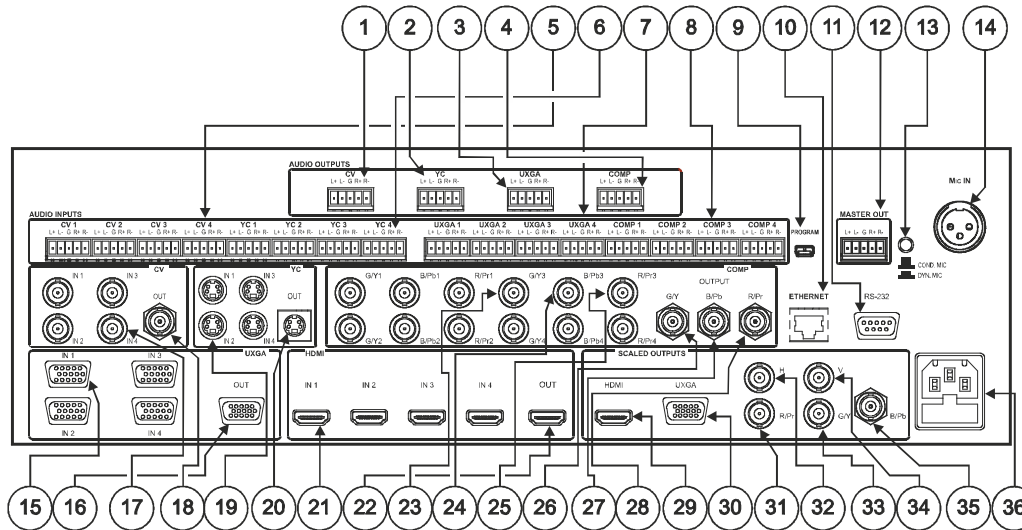 1 2 3 4 5 6 7 8 9 10 11 12 13 14
AUDIO OUTPUTS
CV YC UXGA COMP
L+ L- G R+ R- L+ L- G R+ R- L+ L- G R+ R- L+ L- G R+ R-
Mic IN
AUDIO INPUTS
CV 1 CV 2 CV 3 CV 4 YC 1 YC 2 YC 3 YC 4 UXGA 1 UXGA 2 UXGA 3 UXGA 4 COMP 1 COMP 2 COMP 3 COMP 4
L+ L- G R+ R- L+ L- G R+ R- L+ L- G R+ R- L+ L- G R+ R- L+ L- G R+ R- L+ L- G R+ R- L+ L- G R+ R- L+ L- G R+ R- L+ L- G R+ R- L+ L- G R+ R- L+ L- G R+ R- L+ L- G R+ R- L+ L- G R+ R- L+ L- G R+ R- L+ L- G R+ R- L+ L- G R+ R-
PROGRAM
MASTER OUT
L+ L- G R+ R-
COND. MIC
DYN. MIC
CV
IN 1 IN 3
OUT
IN 2 IN 4
YC
IN 1 IN 3
OUT
IN 2 IN 4
COMP
G/Y1 B/Pb1 R/Pr1 G/Y3 B/Pb3 R/Pr3
OUTPUT
G/Y B/Pb R/Pr
G/Y2 B/Pb2 R/Pr2 G/Y4 B/Pb4 R/Pr4
ETHERNET
RS-232
UXGA
IN 1 IN 3
OUT
IN 2 IN 4
HDMI
IN 1 IN 2 IN 3 IN 4 OUT
SCALED OUTPUTS
HDMI UXGA
H V
R/Pr G/Y B/Pb
15 16 17 18 19 20 21 22 23 24 25 26 27 28 29 30 31 32 33 34 35 36